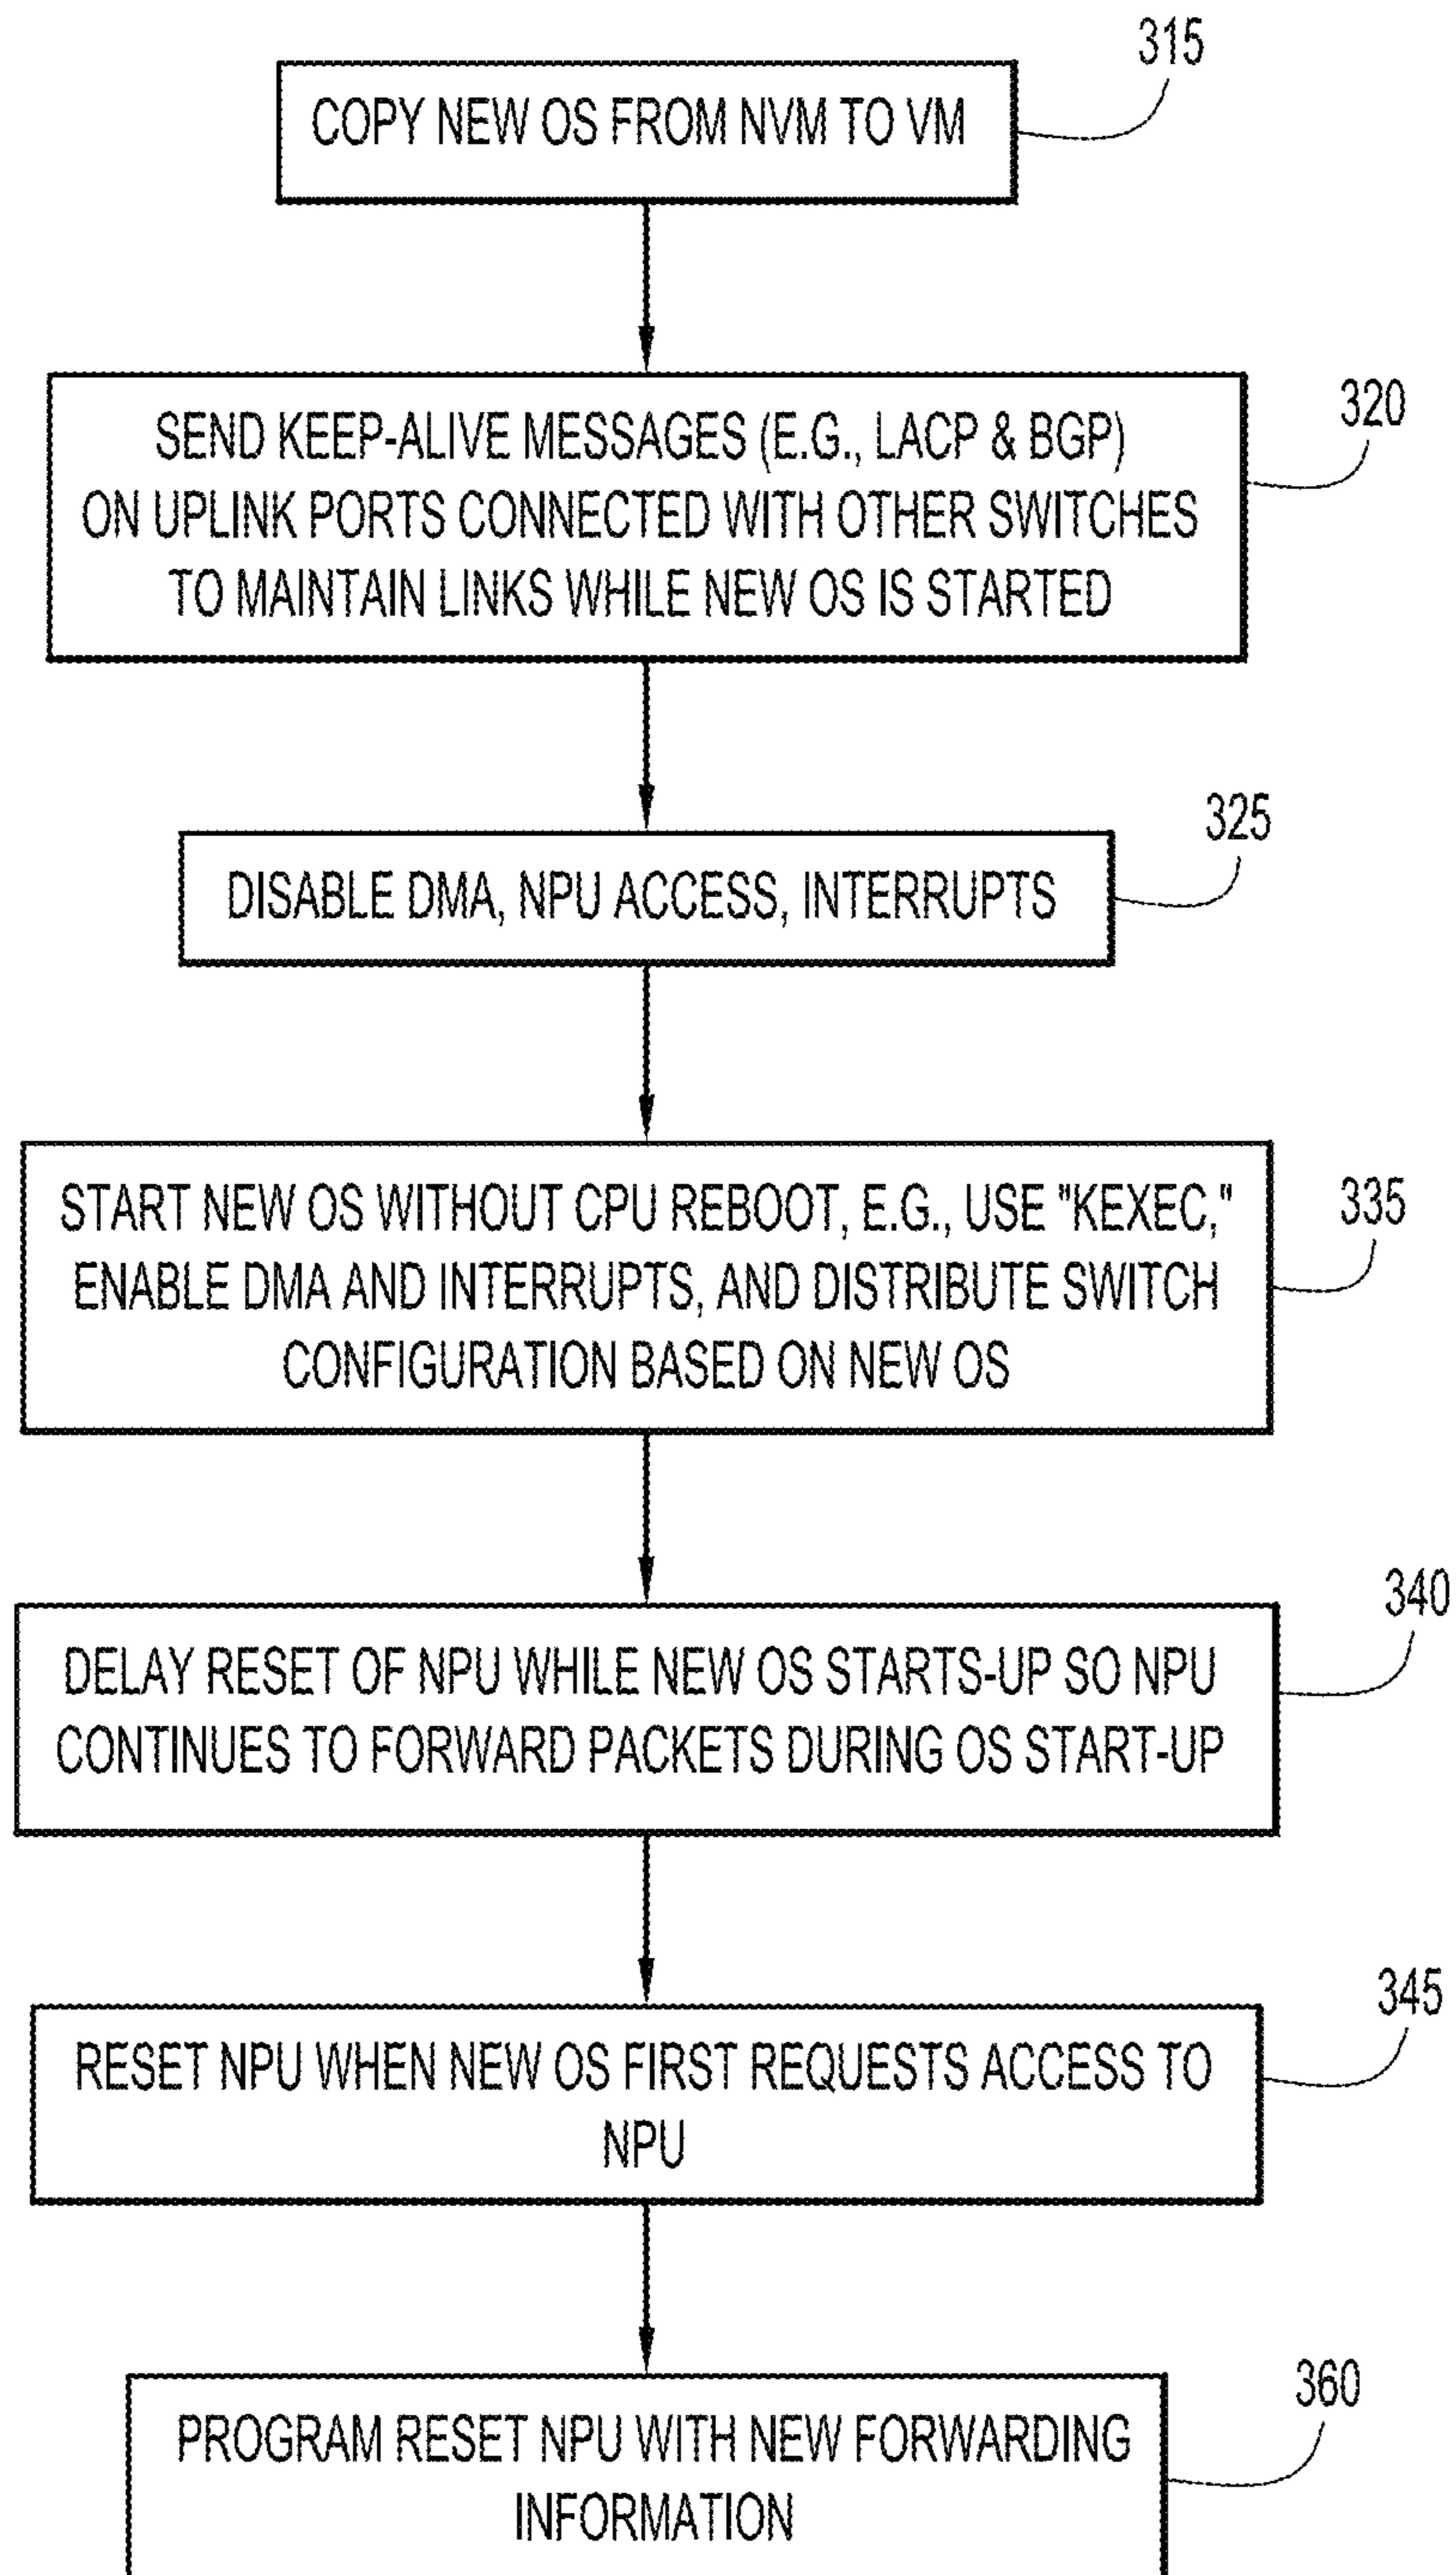 315
COPY NEW OS FROM NVM TO VM
320
SEND KEEP-ALIVE MESSAGES (E.G., LACP & BGP)
ON UPLINK PORTS CONNECTED WITH OTHER SWITCHES
TO MAINTAIN LINKS WHILE NEW OS IS STARTED
325
DISABLE DMA, NPU ACCESS, INTERRUPTS
335
START NEW OS WITHOUT CPU REBOOT, E.G., USE "KEXEC,"
ENABLE DMA AND INTERRUPTS, AND DISTRIBUTE SWITCH
CONFIGURATION BASED ON NEW OS
340
DELAY RESET OF NPU WHILE NEW OS STARTS-UP SO NPU
CONTINUES TO FORWARD PACKETS DURING OS START-UP
345
RESET NPU WHEN NEW OS FIRST REQUESTS ACCESS TO
NPU
360
PROGRAM RESET NPU WITH NEW FORWARDING
INFORMATION